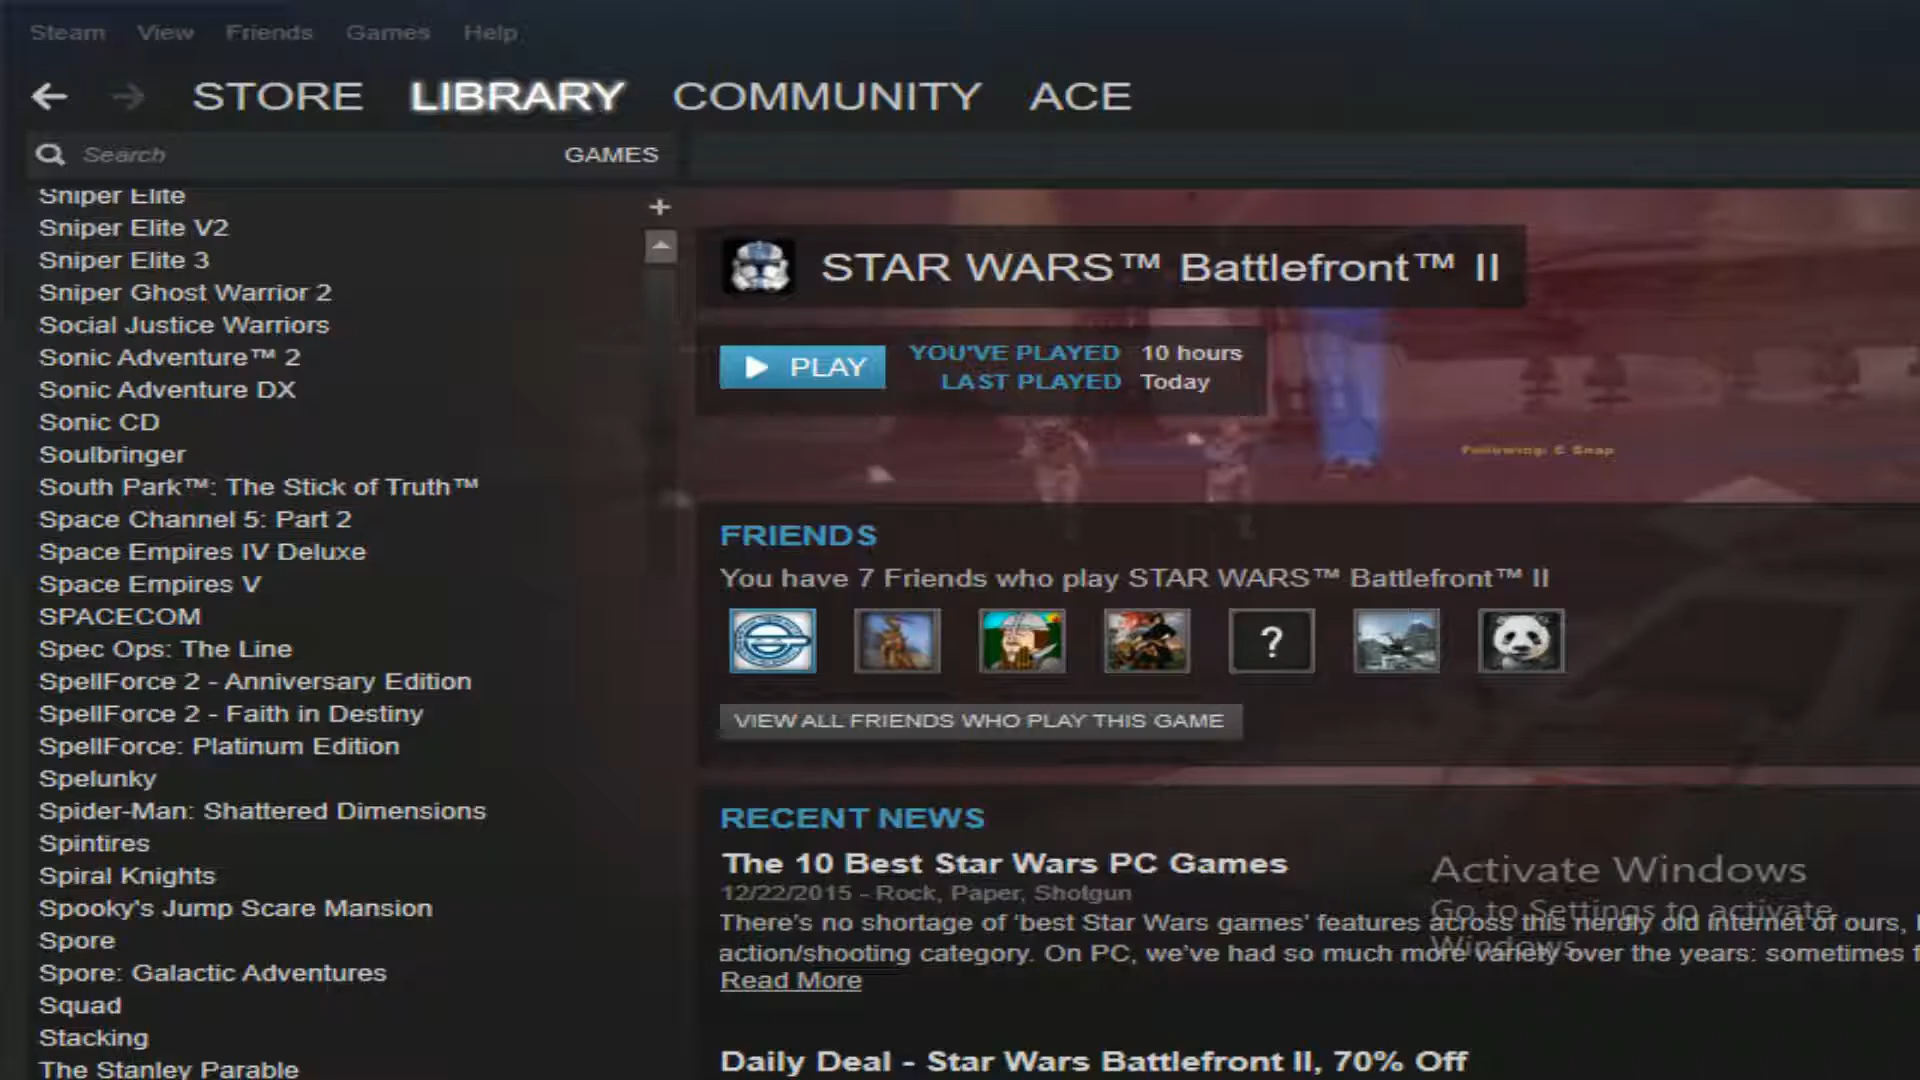 Steam View Friends Games Help
STORE LIBRARY COMMUNITY ACE
Search GAMES
Sniper Elite
Sniper Elite V2
Sniper Elite 3
Sniper Ghost Warrior 2
Social Justice Warriors
Sonic Adventure™ 2
Sonic Adventure DX
Sonic CD
Soulbringer
South Park™: The Stick of Truth™
Space Channel 5: Part 2
Space Empires IV Deluxe
Space Empires V
SPACECOM
Spec Ops: The Line
SpellForce 2 - Anniversary Edition
SpellForce 2 - Faith in Destiny
SpellForce: Platinum Edition
Spelunky
Spider-Man: Shattered Dimensions
Spintires
Spiral Knights
Spooky's Jump Scare Mansion
Spore
Spore: Galactic Adventures
Squad
Stacking
The Stanley Parable
STAR WARS™ Battlefront™ II
PLAY
YOU'VE PLAYED 10 hours
LAST PLAYED Today
Following: C Snap
FRIENDS
You have 7 Friends who play STAR WARS™ Battlefront™ II
?
VIEW ALL FRIENDS WHO PLAY THIS GAME
RECENT NEWS
The 10 Best Star Wars PC Games
12/22/2015 - Rock, Paper, Shotgun
There's no shortage of 'best Star Wars games' features across this nerdy old internet of ours,
action/shooting category. On PC, we've had so much more variety over the years: sometimes
Read More
Daily Deal - Star Wars Battlefront II, 70% Off
Activate Windows
Go to Settings to activate
Windows.